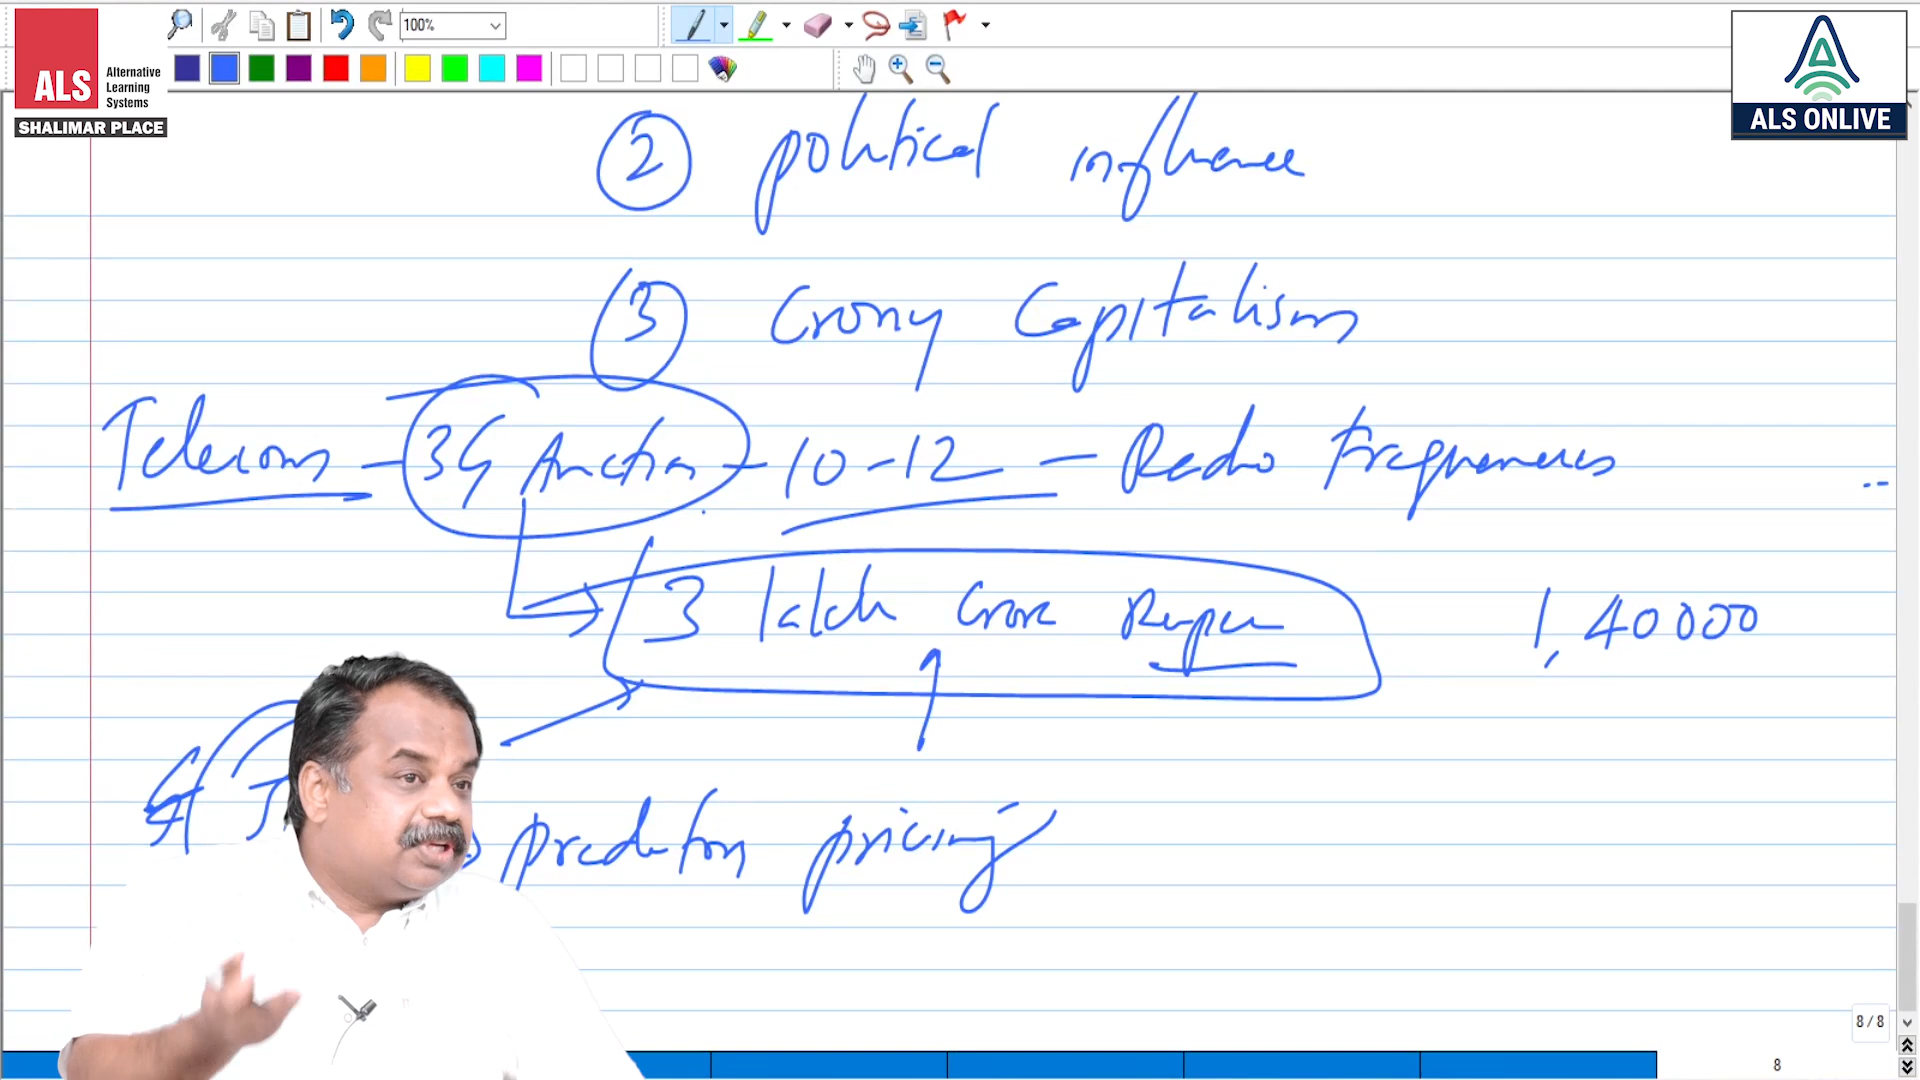 100%
ALS
Alternative
Learning
Systems
SHALIMAR PLACE
ALS ONLIVE
2 political influence
3 Crony Capitalism
Telecom - 3G Auction - 10-12 - Radio Frequencies
3 lakh Crore Rupees
1,40000
predatory pricing
8/8
8